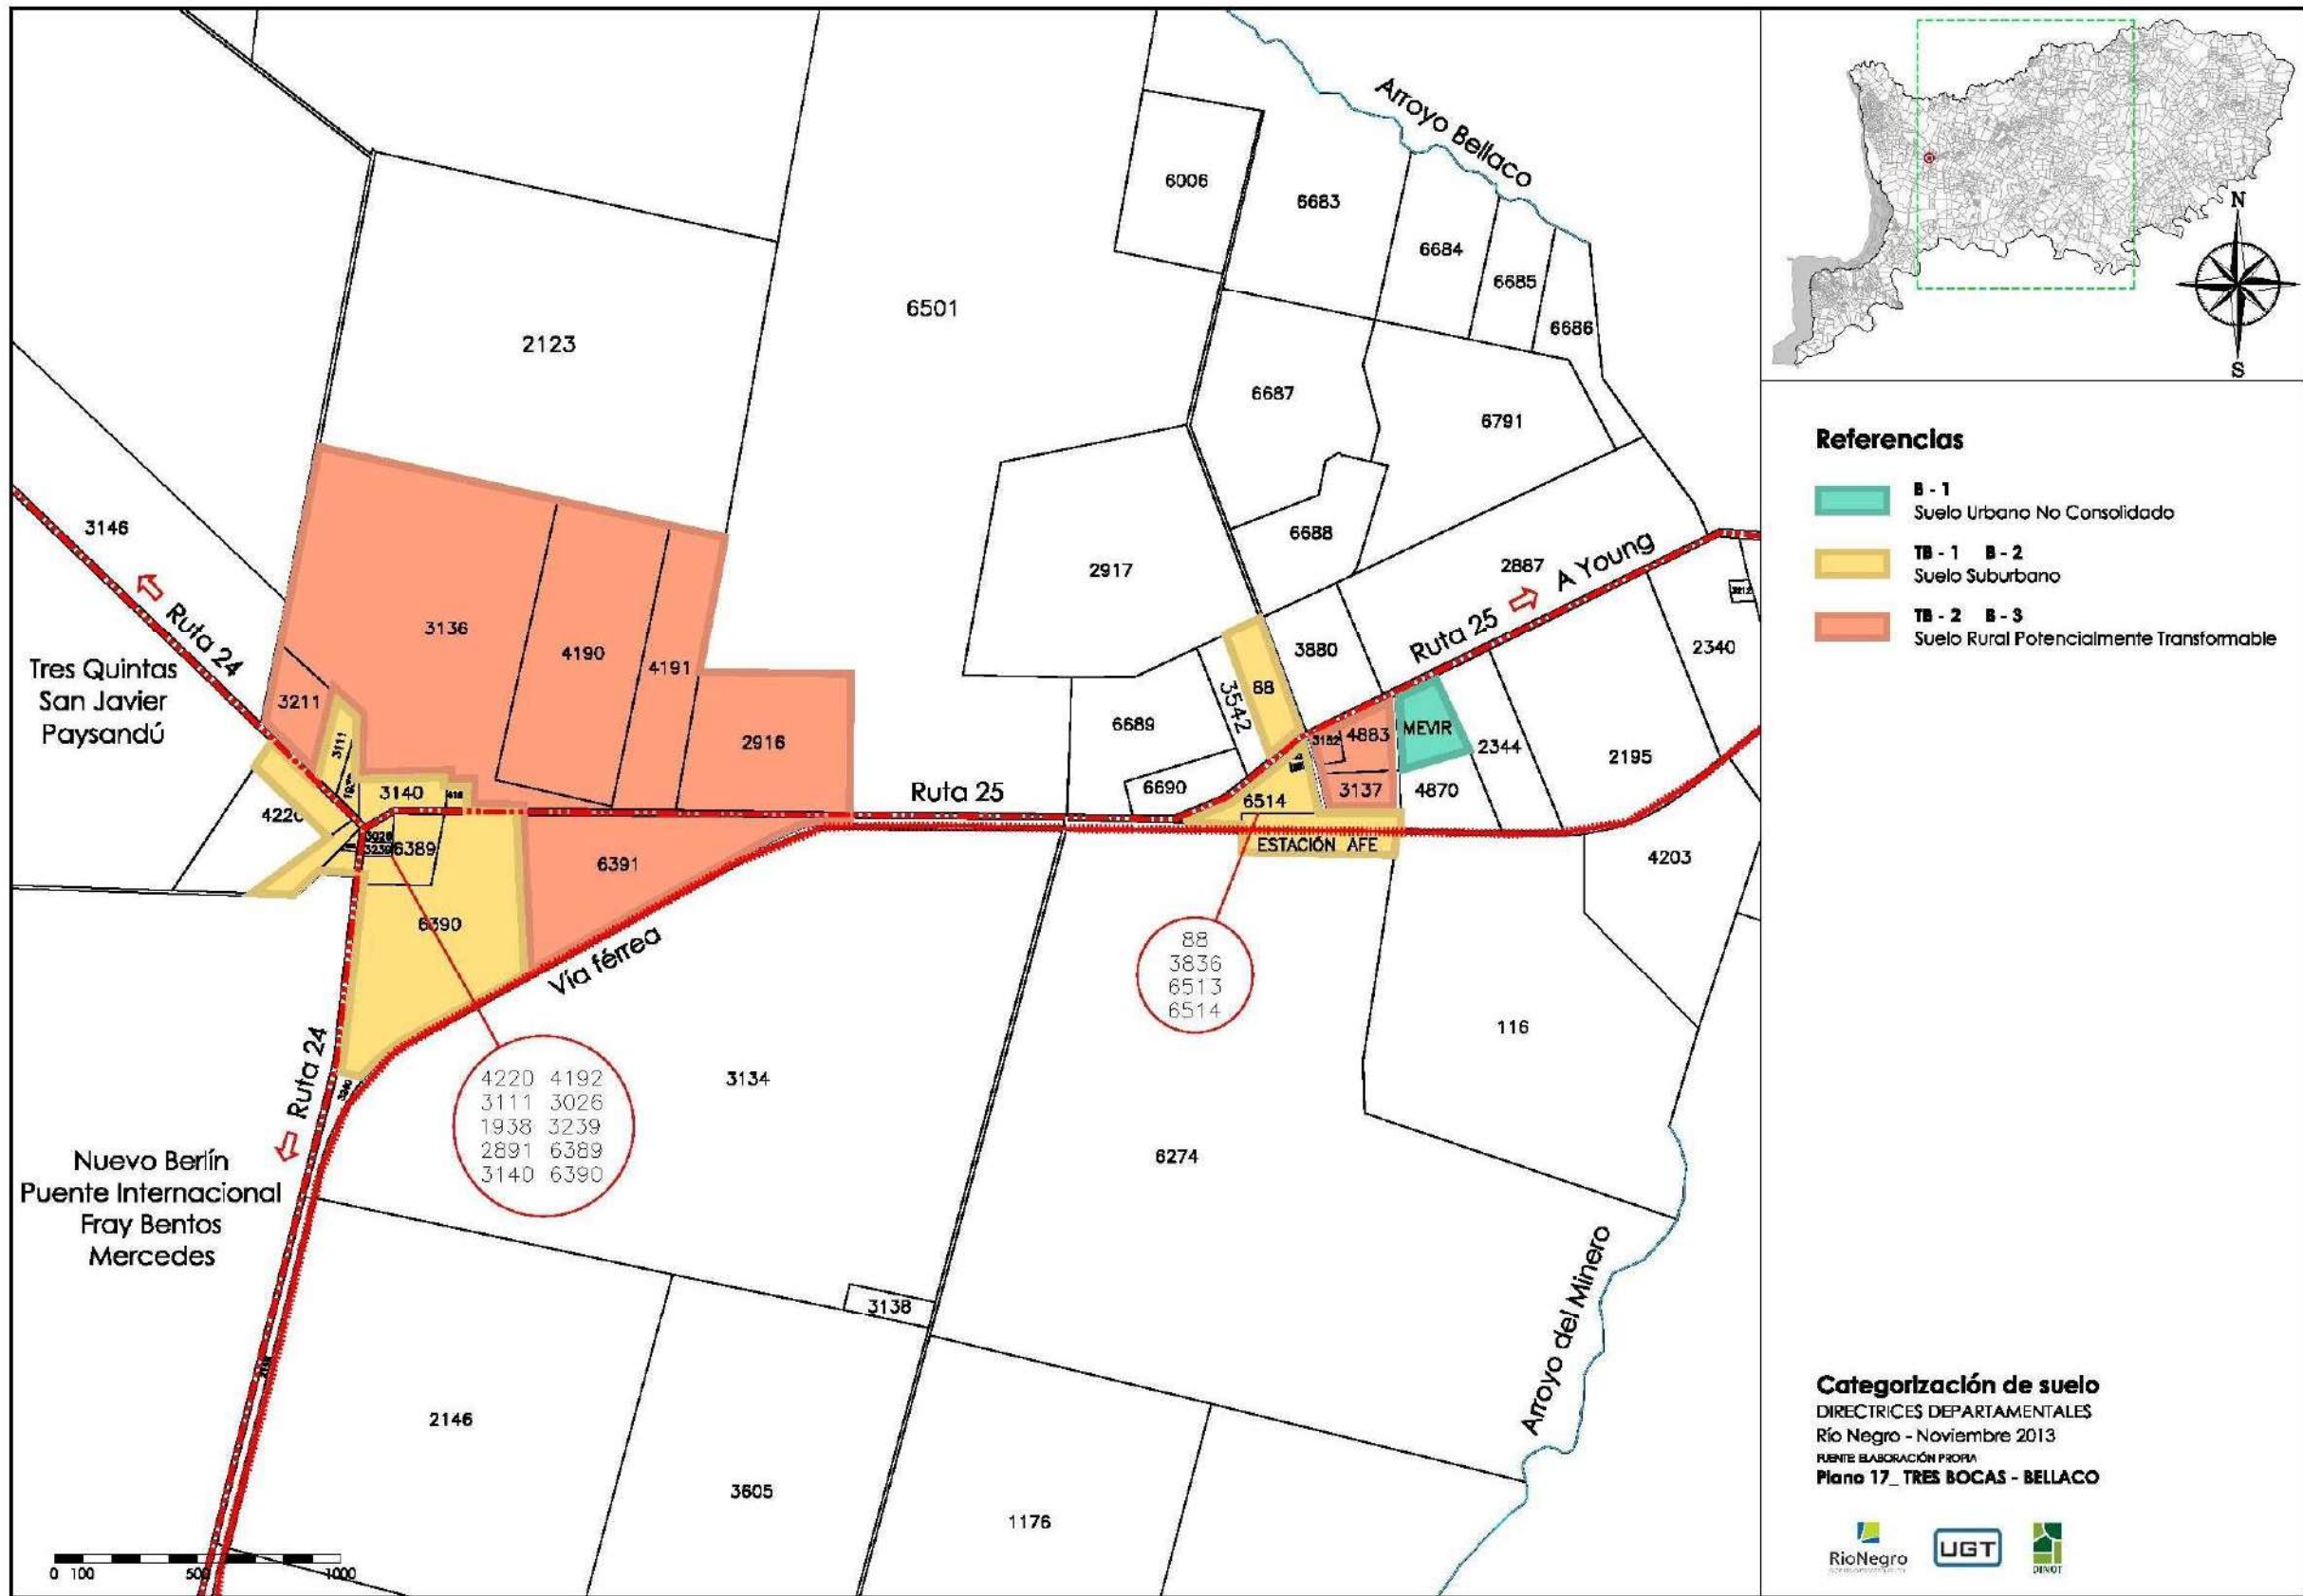 Arroyo Bellaco
6006
6683
6684
6685
6686
6501
2123
6687
6791
6688
3146
2917
2887
Ruta 25
A Young
Ruta 24
3136
4190
4191
3880
2340
Tres Quintas
San Javier
Paysandú
3211
88
3542
6689
2916
3111
4883
MEVIR
2344
2195
3140
Ruta 25
6690
6514
3137
4870
3239
6389
6391
ESTACIÓN AFE
4203
6390
Vía férrea
88
3836
6513
6514
116
Ruta 24
4220 4192
3111 3026
1938 3239
2891 6389
3140 6390
3134
6274
Nuevo Berlín
Puente Internacional
Fray Bentos
Mercedes
3138
Arroyo del Minero
2146
3605
1176
0 100 500 1000
N
S
Referencias
B - 1
Suelo Urbano No Consolidado
TB - 1 B - 2
Suelo Suburbano
TB - 2 B - 3
Suelo Rural Potencialmente Transformable
Categorización de suelo
DIRECTRICES DEPARTAMENTALES
Río Negro - Noviembre 2013
FUENTE ELABORACIÓN PROPIA
Plano 17_ TRES BOCAS - BELLACO
RioNegro
UGT
DINOT